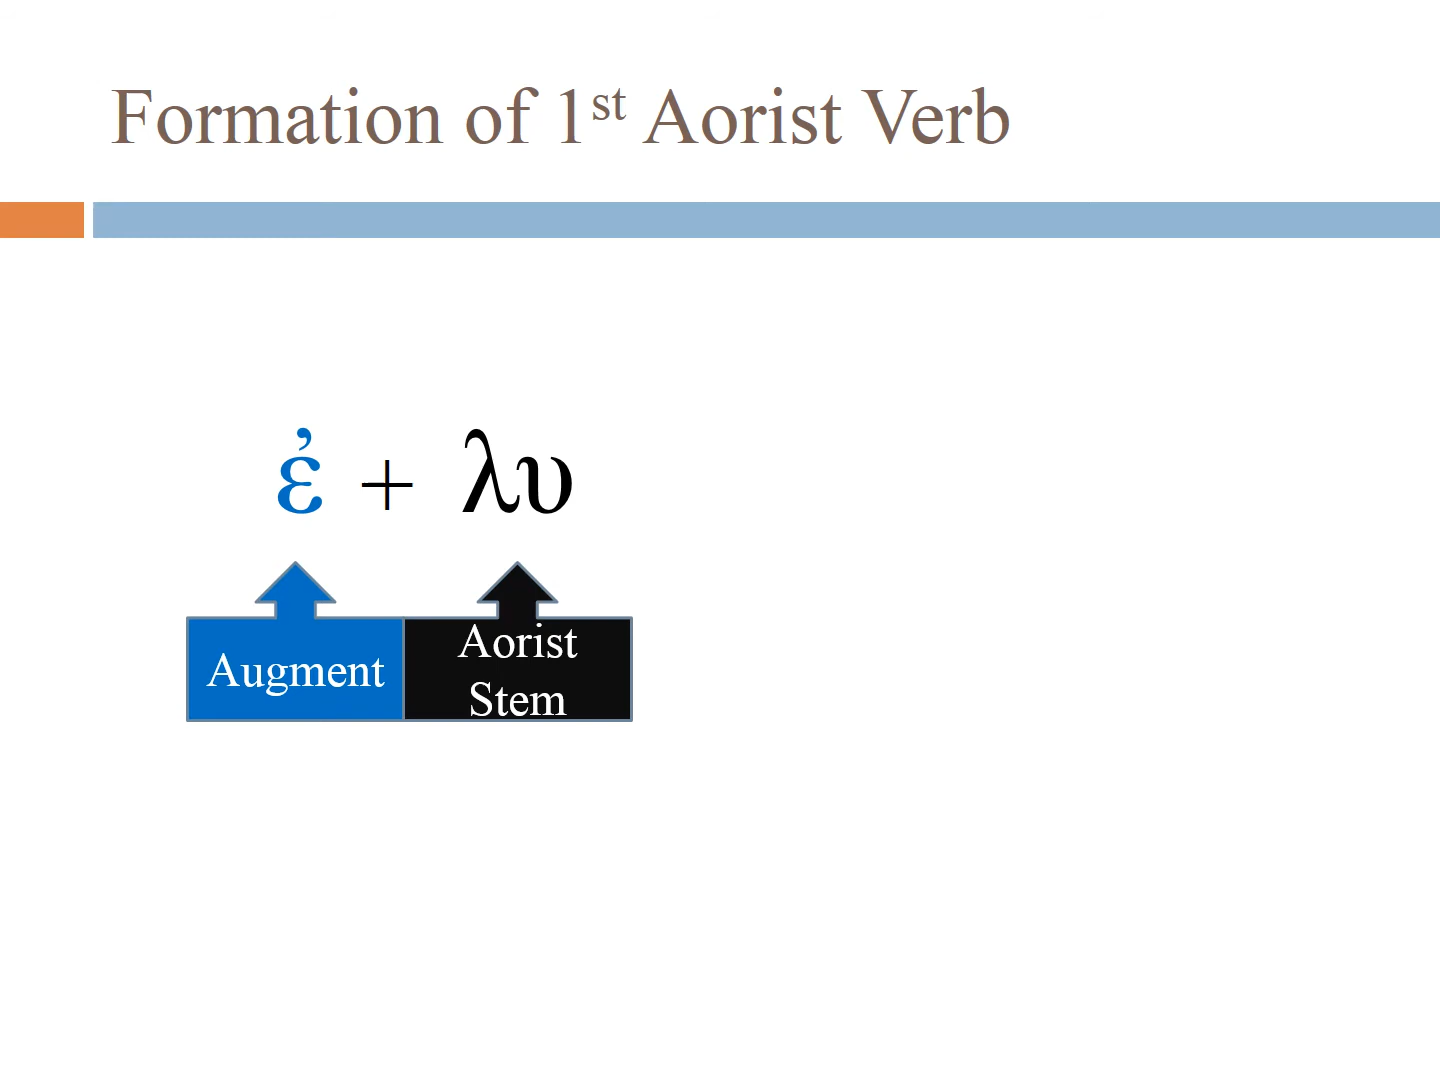 Formation of 1st Aorist Verb
ἐ + λυ
Augment
Aorist
Stem